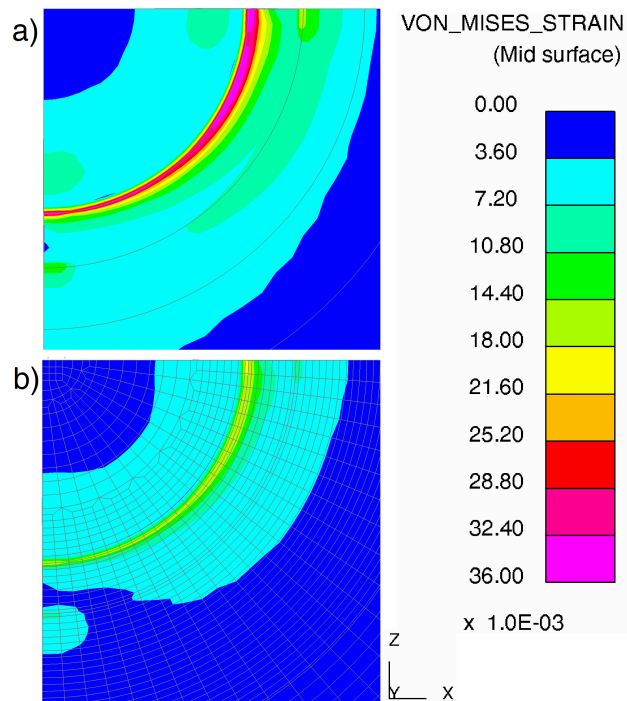 a)
b)
VON_MISES_STRAIN
(Mid surface)
0.00
3.60
7.20
10.80
14.40
18.00
21.60
25.20
28.80
32.40
36.00
x 1.0E-03
Z
Y X